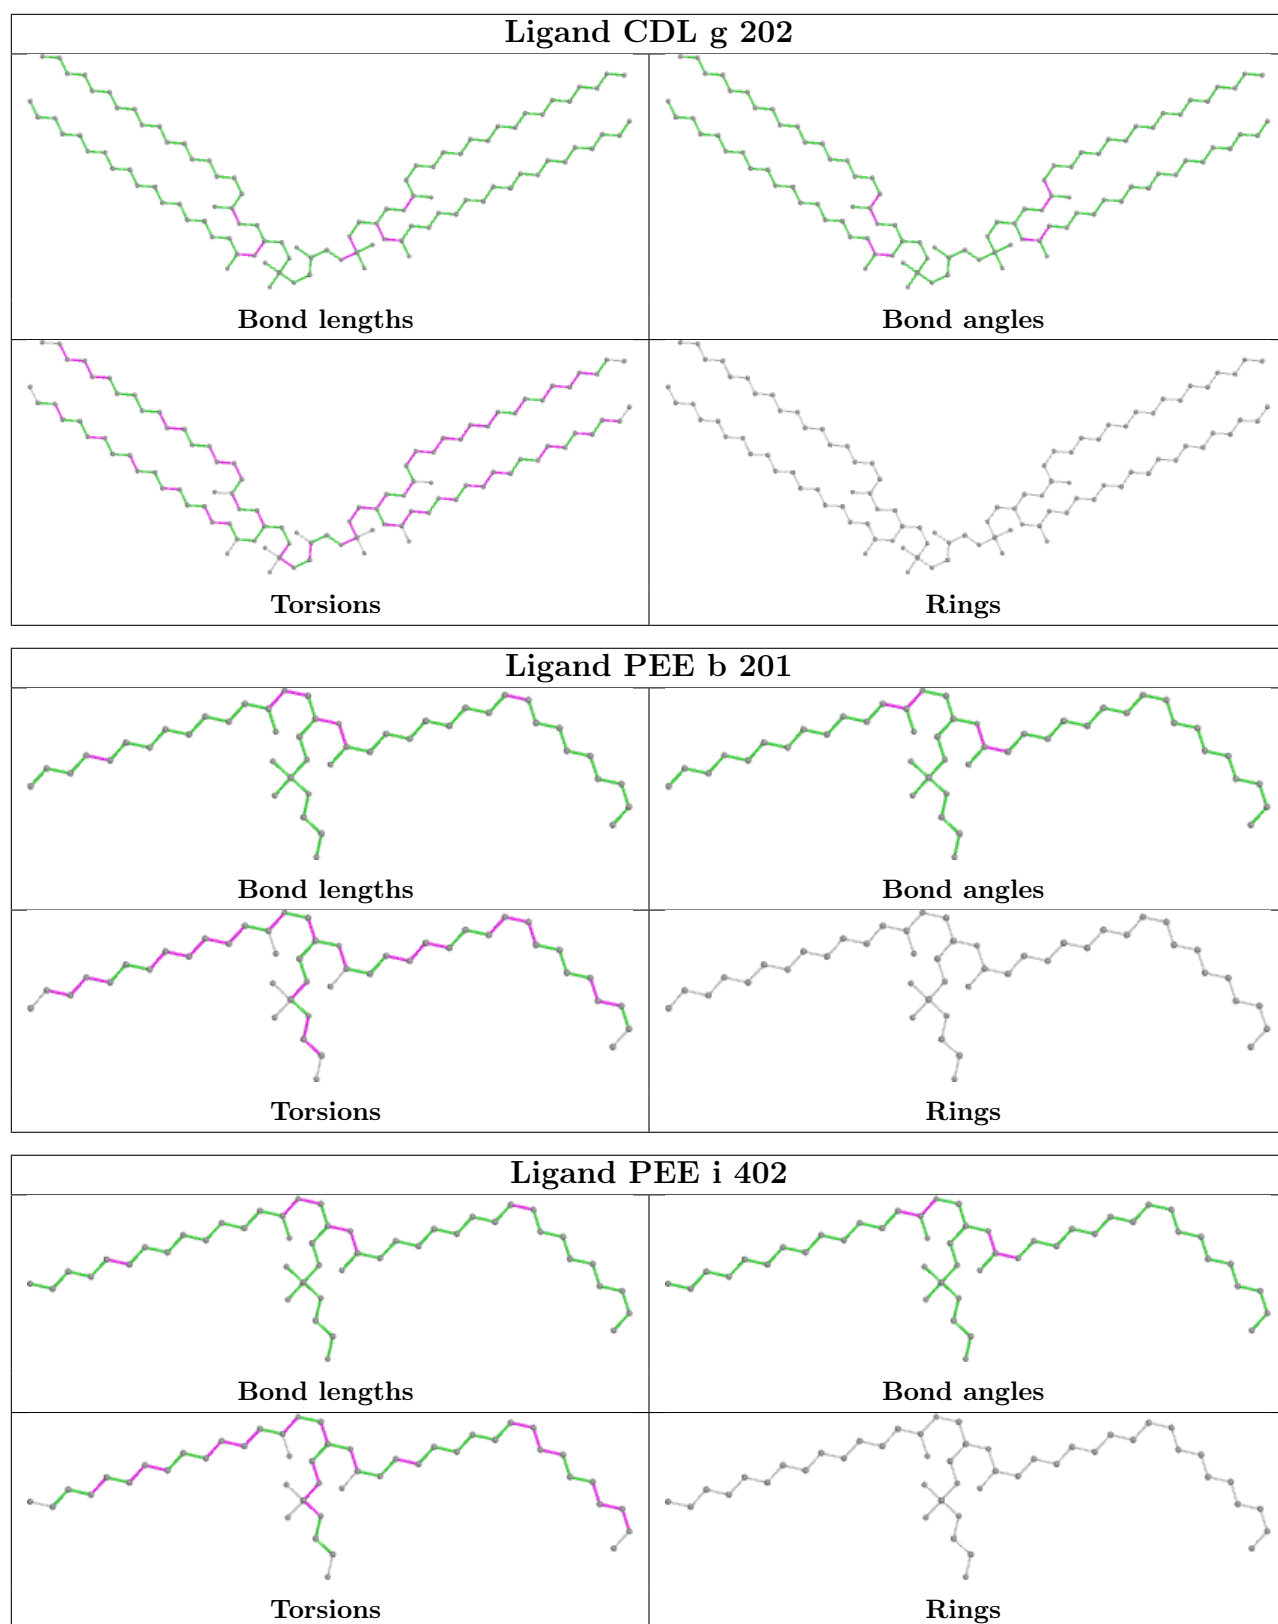 Ligand CDL g 202
Bond lengths
Bond angles
Torsions
Rings
Ligand PEE b 201
Bond lengths
Bond angles
Torsions
Rings
Ligand PEE i 402
Bond lengths
Bond angles
Torsions
Rings